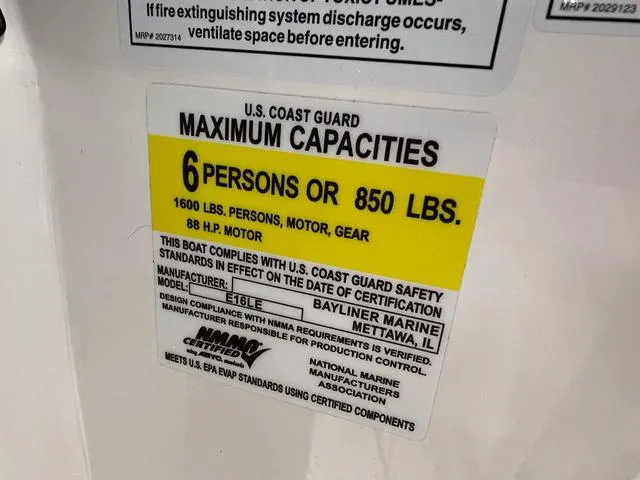 If fire extinguishing system discharge occurs,
ventilate space before entering.
MRP# 2027314
MRP# 2029123
U.S. COAST GUARD
MAXIMUM CAPACITIES
6 PERSONS OR 850 LBS.
1600 LBS. PERSONS, MOTOR, GEAR
88 H.P. MOTOR
THIS BOAT COMPLIES WITH U.S. COAST GUARD SAFETY
STANDARDS IN EFFECT ON THE DATE OF CERTIFICATION
MANUFACTURER: BAYLINER MARINE
METTAWA, IL
MODEL: E16LE
DESIGN COMPLIANCE WITH NMMA REQUIREMENTS IS VERIFIED.
MANUFACTURER RESPONSIBLE FOR PRODUCTION CONTROL.
NMMA®
CERTIFIED
using ABYC standards
NATIONAL MARINE
MANUFACTURERS
ASSOCIATION
MEETS U.S. EPA EVAP STANDARDS USING CERTIFIED COMPONENTS